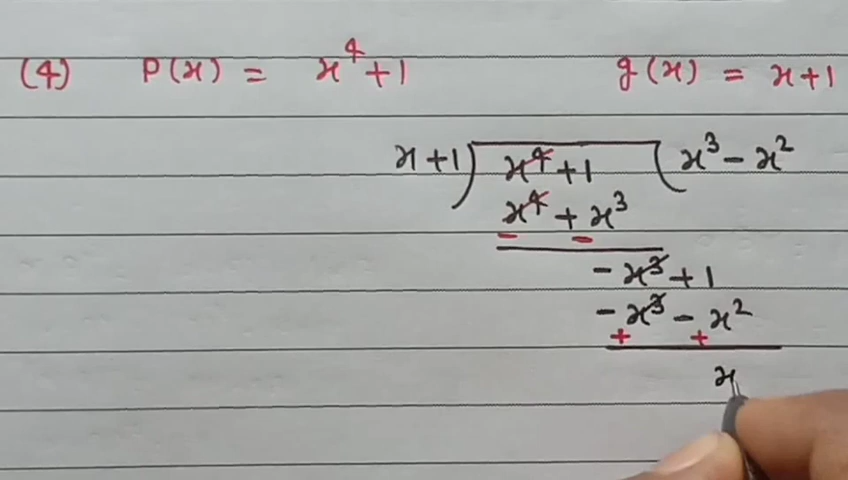 (4) P(x) = x⁴+1 g(x) = x+1
x+1) x⁴+1 ( x³ - x²
x⁴ + x³
- -
- x³ + 1
- x³ - x²
+ +
x